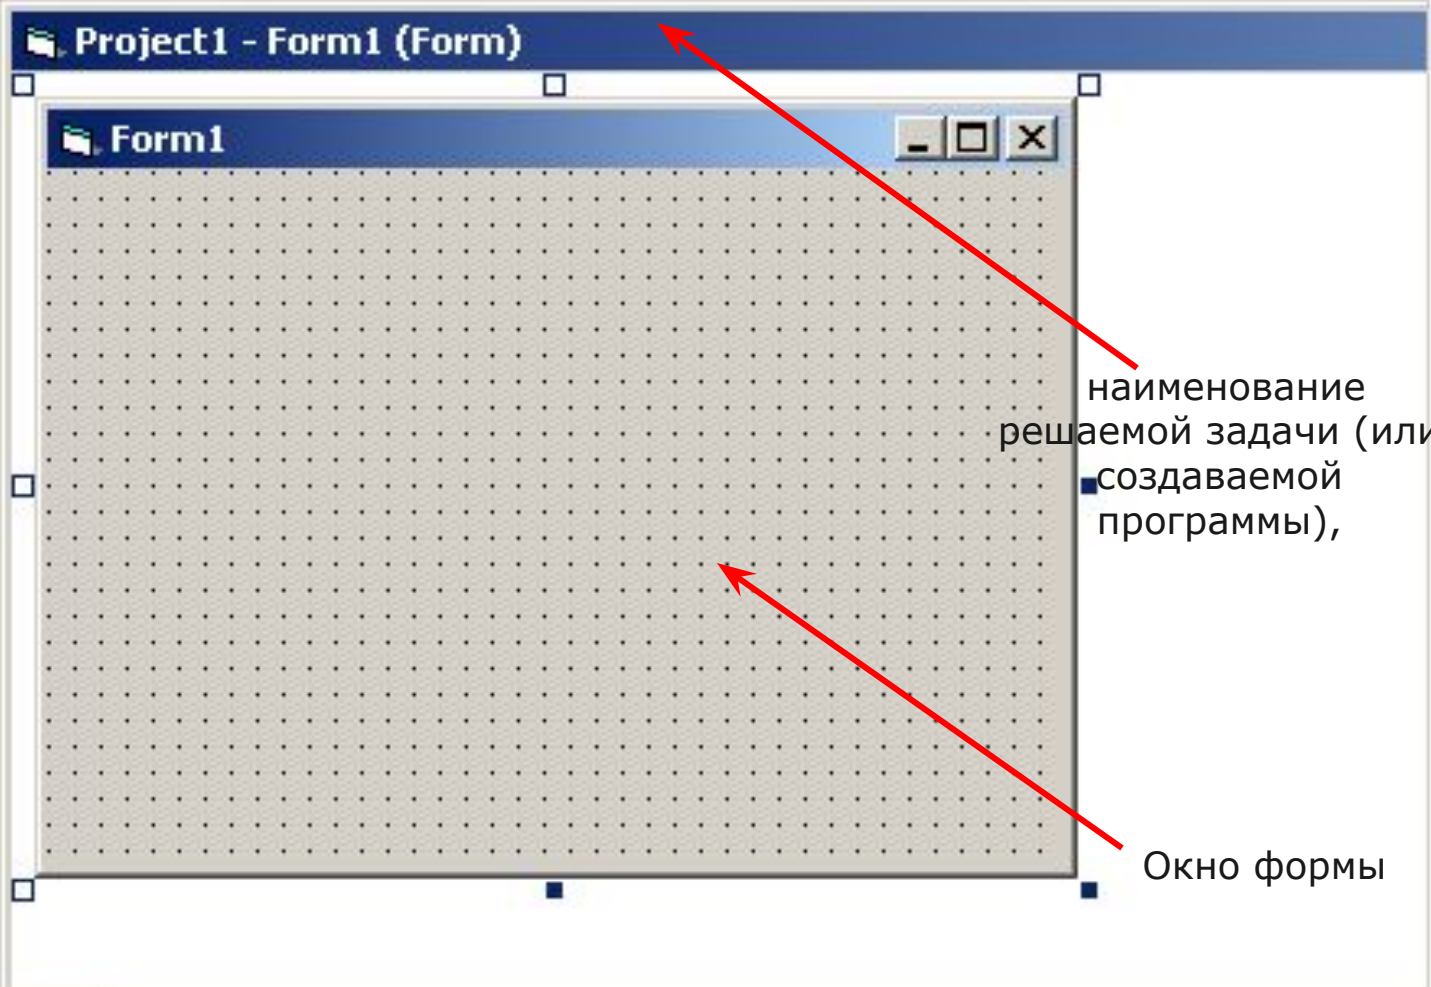 Project1 - Form1 (Form)
Form1
наименование
решаемой задачи (или
создаваемой
программы),
Окно формы